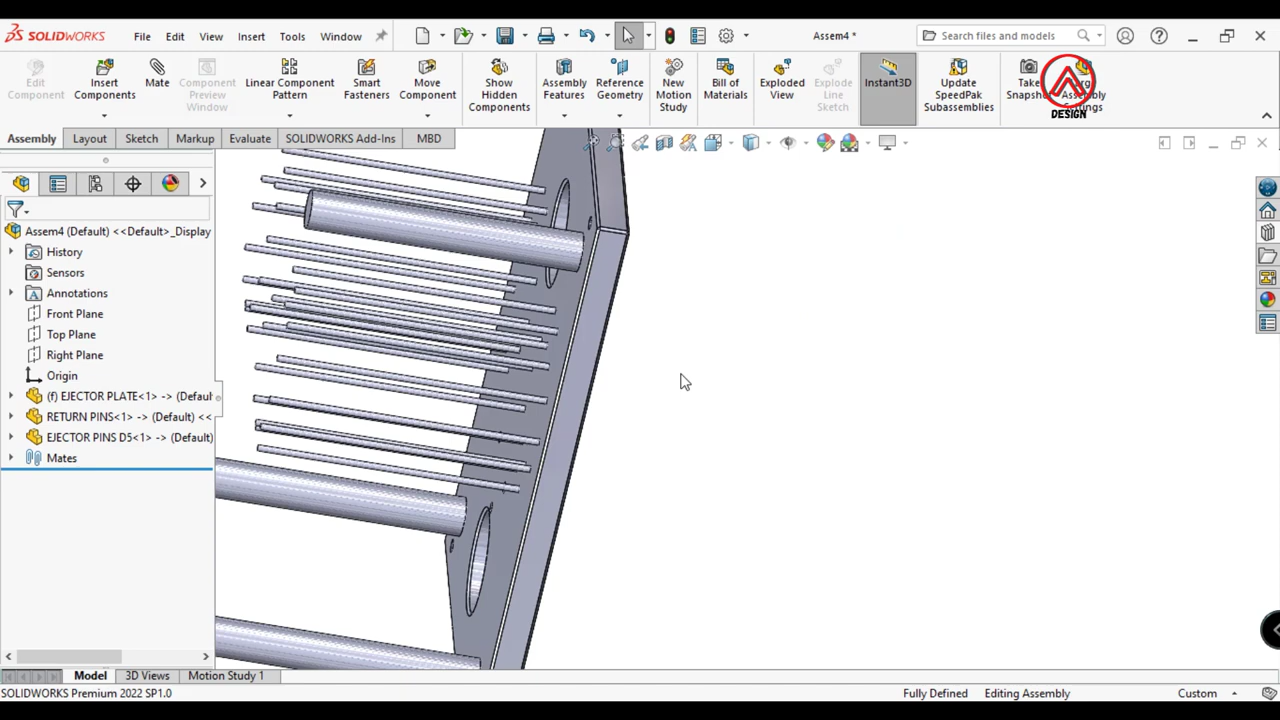 SOLIDWORKS File Edit View Insert Tools Window Assem4 * Search files and models
Edit Component
Insert Components
Mate
Component Preview Window
Linear Component Pattern
Smart Fasteners
Move Component
Show Hidden Components
Assembly Features
Reference Geometry
New Motion Study
Bill of Materials
Exploded View
Explode Line Sketch
Instant3D
Update SpeedPak Subassemblies
Take Snapshot
DESIGN
Assembly Layout Sketch Markup Evaluate SOLIDWORKS Add-Ins MBD
Assem4 (Default) <<Default>_Display
History
Sensors
Annotations
Front Plane
Top Plane
Right Plane
Origin
(f) EJECTOR PLATE<1> -> (Defaul
RETURN PINS<1> -> (Default) <<
EJECTOR PINS D5<1> -> (Default)
Mates
Model 3D Views Motion Study 1
SOLIDWORKS Premium 2022 SP1.0 Fully Defined Editing Assembly Custom